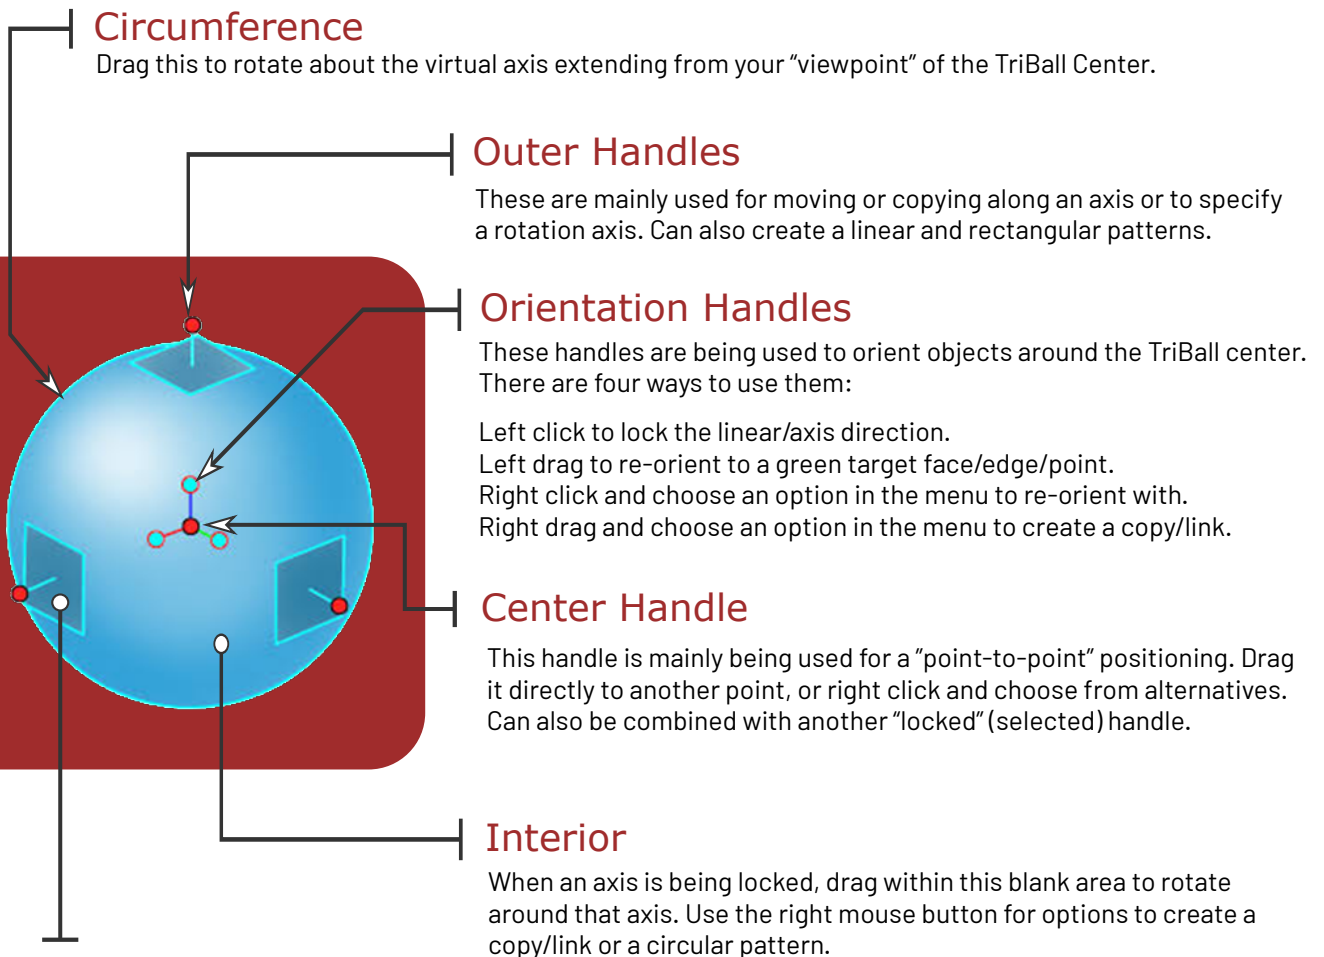 Circumference
Drag this to rotate about the virtual axis extending from your “viewpoint” of the TriBall Center.
Outer Handles
These are mainly used for moving or copying along an axis or to specify
a rotation axis. Can also create a linear and rectangular patterns.
Orientation Handles
These handles are being used to orient objects around the TriBall center.
There are four ways to use them:
Left click to lock the linear/axis direction.
Left drag to re-orient to a green target face/edge/point.
Right click and choose an option in the menu to re-orient with.
Right drag and choose an option in the menu to create a copy/link.
Center Handle
This handle is mainly being used for a “point-to-point” positioning. Drag
it directly to another point, or right click and choose from alternatives.
Can also be combined with another “locked” (selected) handle.
Interior
When an axis is being locked, drag within this blank area to rotate
around that axis. Use the right mouse button for options to create a
copy/link or a circular pattern.